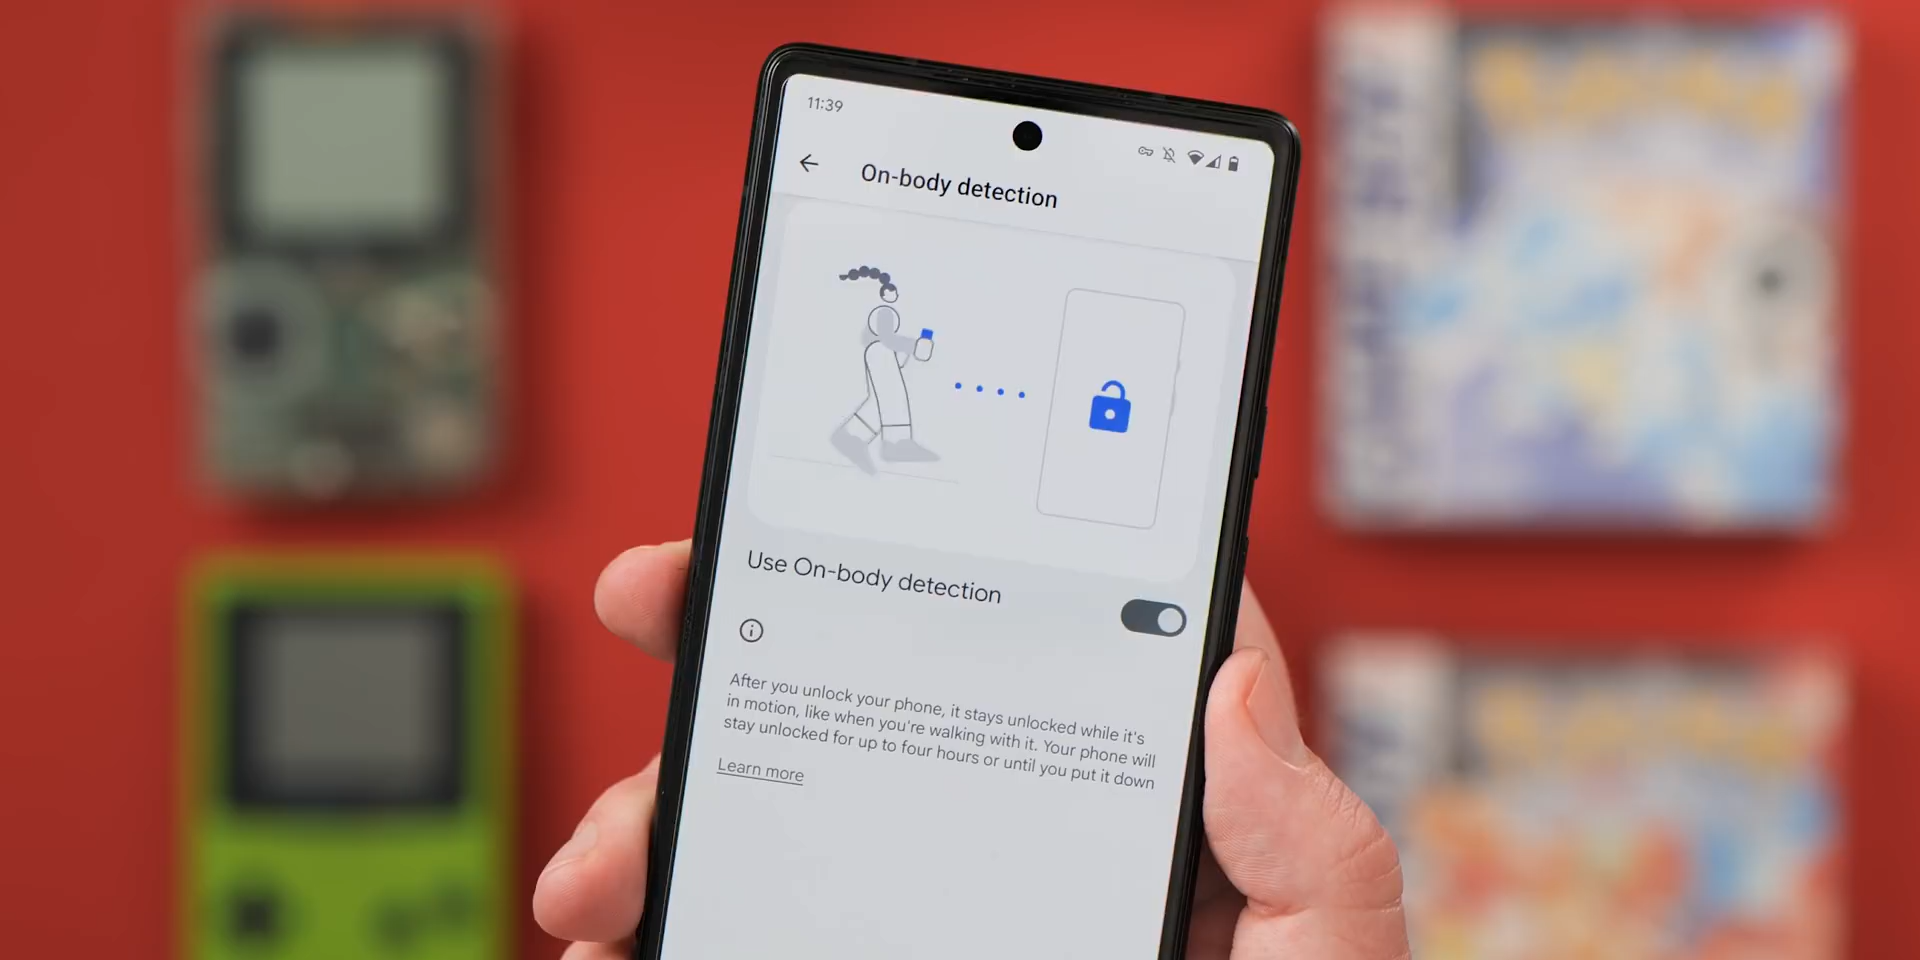 11:39
On-body detection
Use On-body detection
After you unlock your phone, it stays unlocked while it's
in motion, like when you're walking with it. Your phone will
stay unlocked for up to four hours or until you put it down
Learn more